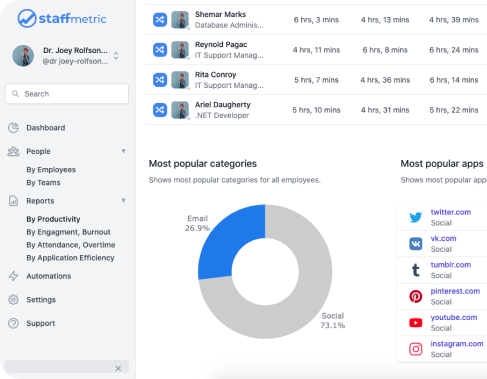 staffmetric
Dr. Joey Rolfson...
@dr joey-rolfson...
Search
Dashboard
People
By Employees
By Teams
Reports
By Productivity
By Engagment, Burnout
By Attendance, Overtime
By Application Efficiency
Automations
Settings
Support
Shemar Marks
Database Adminis...
6 hrs, 3 mins
4 hrs, 13 mins
4 hrs, 39 mins
Reynold Pagac
IT Support Manag...
4 hrs, 11 mins
6 hrs, 8 mins
6 hrs, 24 mins
Rita Conroy
IT Support Manag...
5 hrs, 7 mins
4 hrs, 36 mins
6 hrs, 14 mins
Ariel Daugherty
.NET Developer
5 hrs, 10 mins
4 hrs, 31 mins
5 hrs, 22 mins
Most popular categories
Shows most popular categories for all employees.
Email
26.9%
Social
73.1%
Most popular apps
Shows most popular appl
twitter.com
Social
vk.com
Social
tumblr.com
Social
pinterest.com
Social
youtube.com
Social
instagram.com
Social